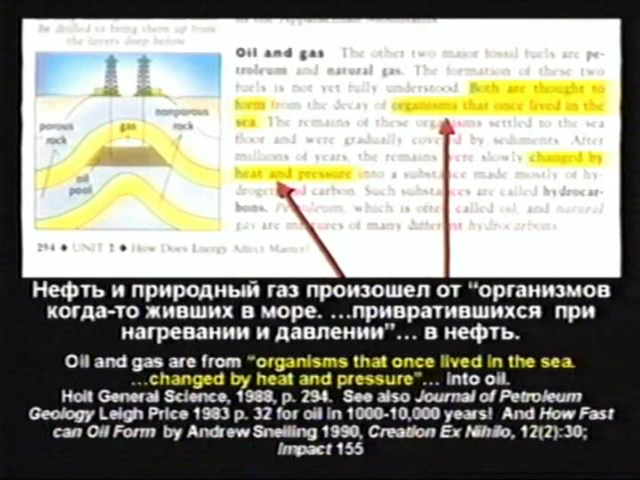 be drilled to bring them up from
the layers deep below
porous
rock
gas
nonporous
rock
oil
pool
294 ◆ UNIT 2 ◆ How Does Energy Affect Matter?
in the Appalachian Mountains
Oil and gas The other two major fossil fuels are pe-
troleum and natural gas. The formation of these two
fuels is not yet fully understood. Both are thought to
form from the decay of organisms that once lived in the
sea. The remains of these organisms settled to the sea
floor and were gradually covered by sediments. After
millions of years, the remains were slowly changed by
heat and pressure into a substance made mostly of hy-
drogen and carbon. Such substances are called hydrocar-
bons. Petroleum, which is often called oil, and natural
gas are mixtures of many different hydrocarbons
Нефть и природный газ произошел от “организмов
когда-то живших в море. ...привратившихся при
нагревании и давлении”... в нефть.
Oil and gas are from “organisms that once lived in the sea.
...changed by heat and pressure”... into oil.
Holt General Science, 1988, p. 294. See also Journal of Petroleum
Geology Leigh Price 1983 p. 32 for oil in 1000-10,000 years! And How Fast
can Oil Form by Andrew Snelling 1990, Creation Ex Nihilo, 12(2):30;
Impact 155